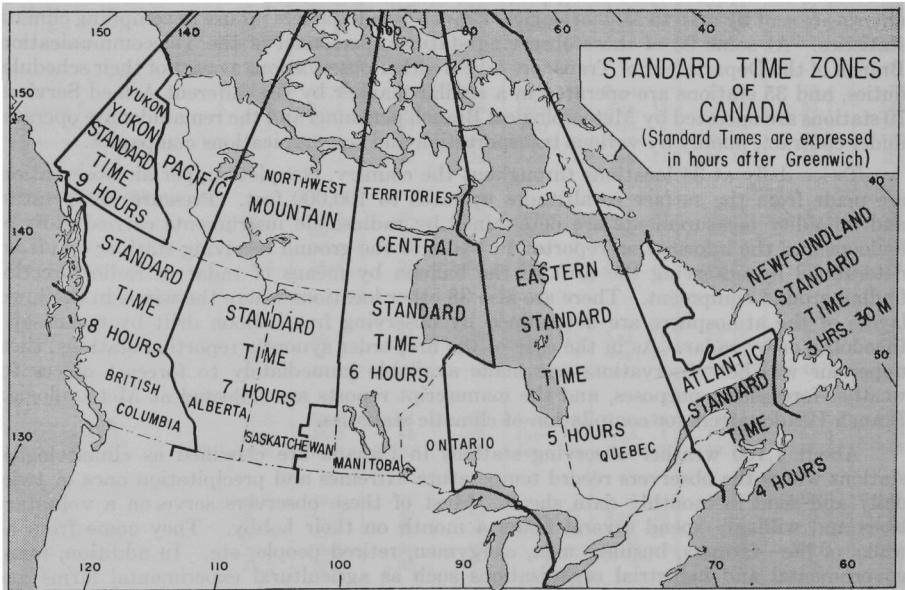 STANDARD TIME ZONES
OF
CANADA
(Standard Times are expressed
in hours after Greenwich)
150
140
100
80
60
40
150
140
130
50
120
110
100
90
70
60
YUKON
YUKON
STANDARD
TIME
HOURS
PACIFIC
STANDARD
TIME
8 HOURS
BRITISH
COLUMBIA
NORTHWEST TERRITORIES
MOUNTAIN
STANDARD
TIME
7 HOURS
ALBERTA
SASKATCHEWAN
CENTRAL
STANDARD
TIME
6 HOURS
MANITOBA
ONTARIO
EASTERN
STANDARD
TIME
5 HOURS
QUEBEC
ATLANTIC
STANDARD
TIME
4 HOURS
NEWFOUNDLAND
STANDARD
TIME
3 HRS. 30 M